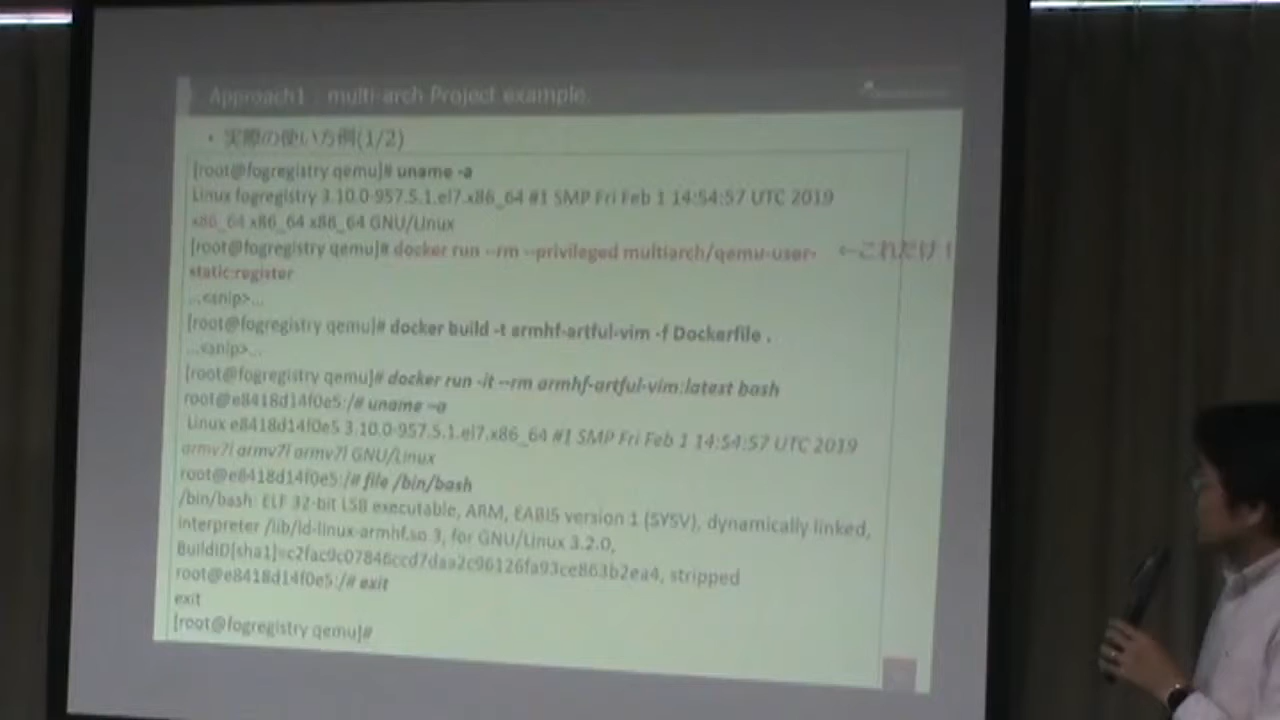 Approach1 : multi-arch Project example
• 実際の使い方例(1/2)
[root@fogregistry qemu]# uname -a
Linux fogregistry 3.10.0-957.5.1.el7.x86_64 #1 SMP Fri Feb 1 14:54:57 UTC 2019
x86_64 x86_64 x86_64 GNU/Linux
[root@fogregistry qemu]# docker run --rm --privileged multiarch/qemu-user- ←これだけ！
static:register
...<snip>...
[root@fogregistry qemu]# docker build -t armhf-artful-vim -f Dockerfile .
...<snip>...
[root@fogregistry qemu]# docker run -it --rm armhf-artful-vim:latest bash
root@e8418d14f0e5:/# uname -a
Linux e8418d14f0e5 3.10.0-957.5.1.el7.x86_64 #1 SMP Fri Feb 1 14:54:57 UTC 2019
armv7l armv7l armv7l GNU/Linux
root@e8418d14f0e5:/# file /bin/bash
/bin/bash: ELF 32-bit LSB executable, ARM, EABI5 version 1 (SYSV), dynamically linked,
interpreter /lib/ld-linux-armhf.so.3, for GNU/Linux 3.2.0,
BuildID[sha1]=c2fac9c07846ccd7daa2c96126fa93ce863b2ea4, stripped
root@e8418d14f0e5:/# exit
exit
[root@fogregistry qemu]#